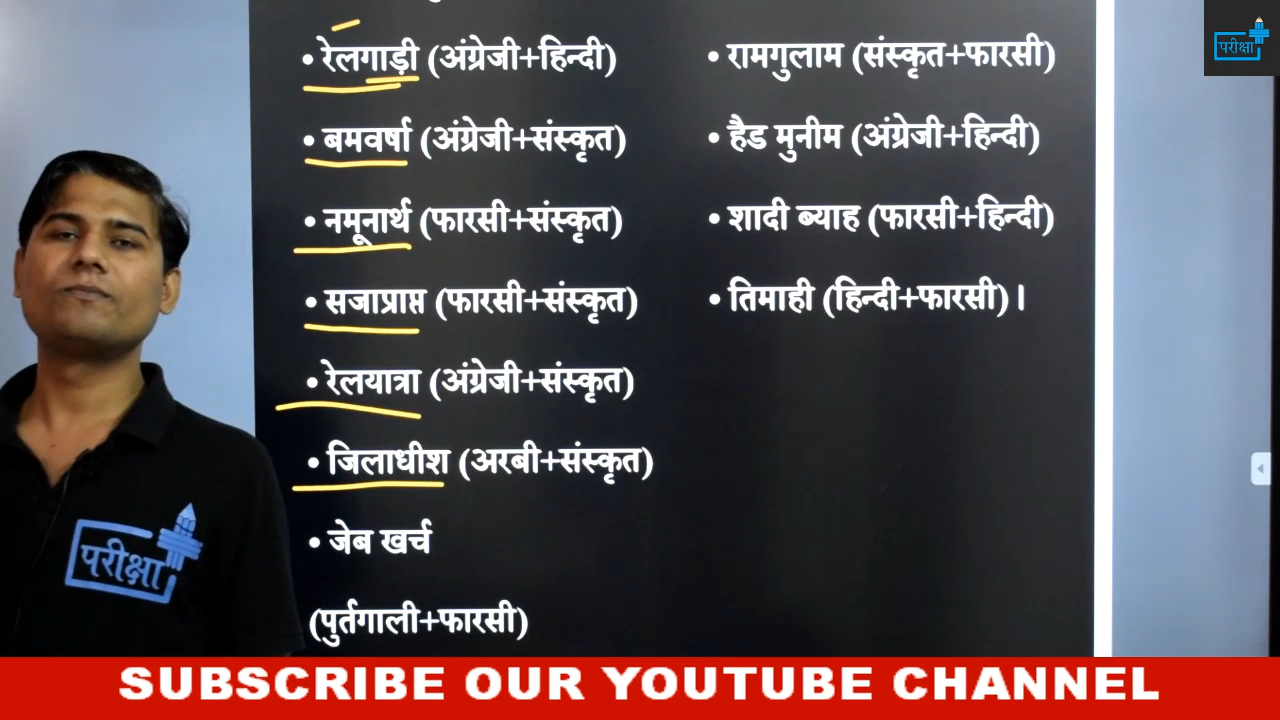 • रेलगाड़ी (अंग्रेजी+हिन्दी)
• बमवर्षा (अंग्रेजी+संस्कृत)
• नमूनार्थ (फारसी+संस्कृत)
• सजाप्राप्त (फारसी+संस्कृत)
• रेलयात्रा (अंग्रेजी+संस्कृत)
• जिलाधीश (अरबी+संस्कृत)
• जेब खर्च
(पुर्तगाली+फारसी)
• रामगुलाम (संस्कृत+फारसी)
• हैड मुनीम (अंग्रेजी+हिन्दी)
• शादी ब्याह (फारसी+हिन्दी)
• तिमाही (हिन्दी+फारसी)।
परीक्षा
परीक्षा
SUBSCRIBE OUR YOUTUBE CHANNEL